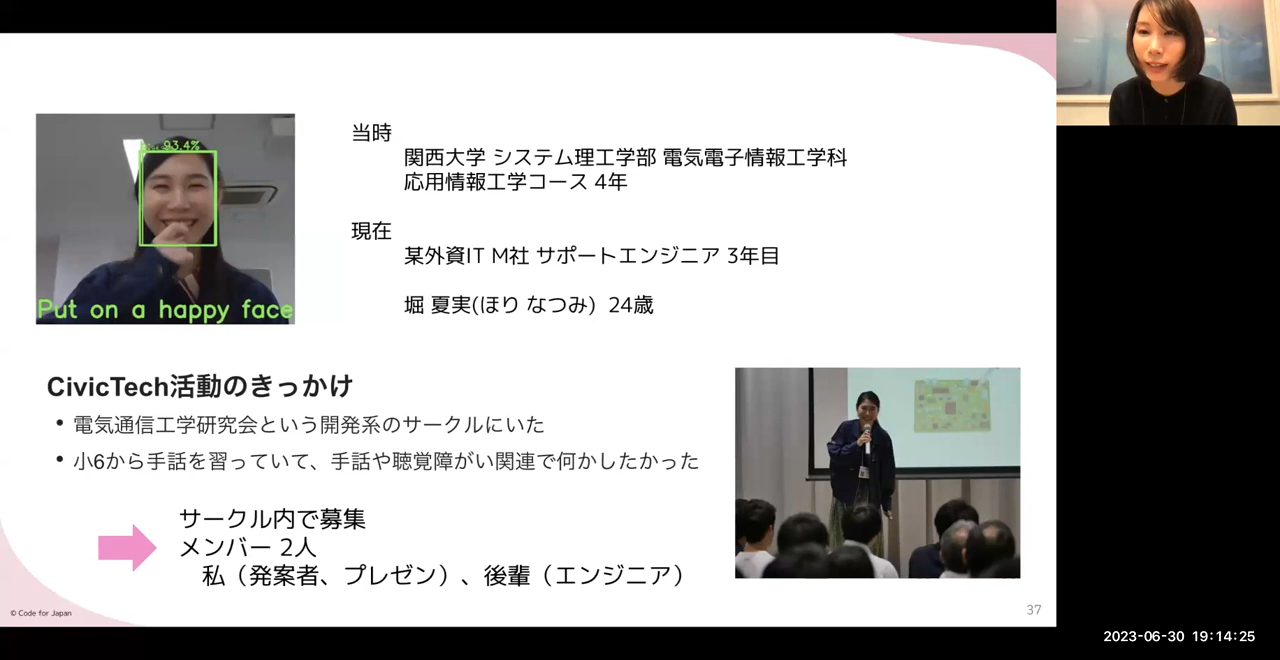 93.4%
Put on a happy face
当時
関西大学 システム理工学部 電気電子情報工学科
応用情報工学コース 4年
現在
某外資IT M社 サポートエンジニア 3年目
堀 夏実(ほり なつみ) 24歳
CivicTech活動のきっかけ
• 電気通信工学研究会という開発系のサークルにいた
• 小6から手話を習っていて、手話や聴覚障がい関連で何かしたかった
サークル内で募集
メンバー 2人
私（発案者、プレゼン）、後輩（エンジニア）
© Code for Japan
37
2023-06-30 19:14:25